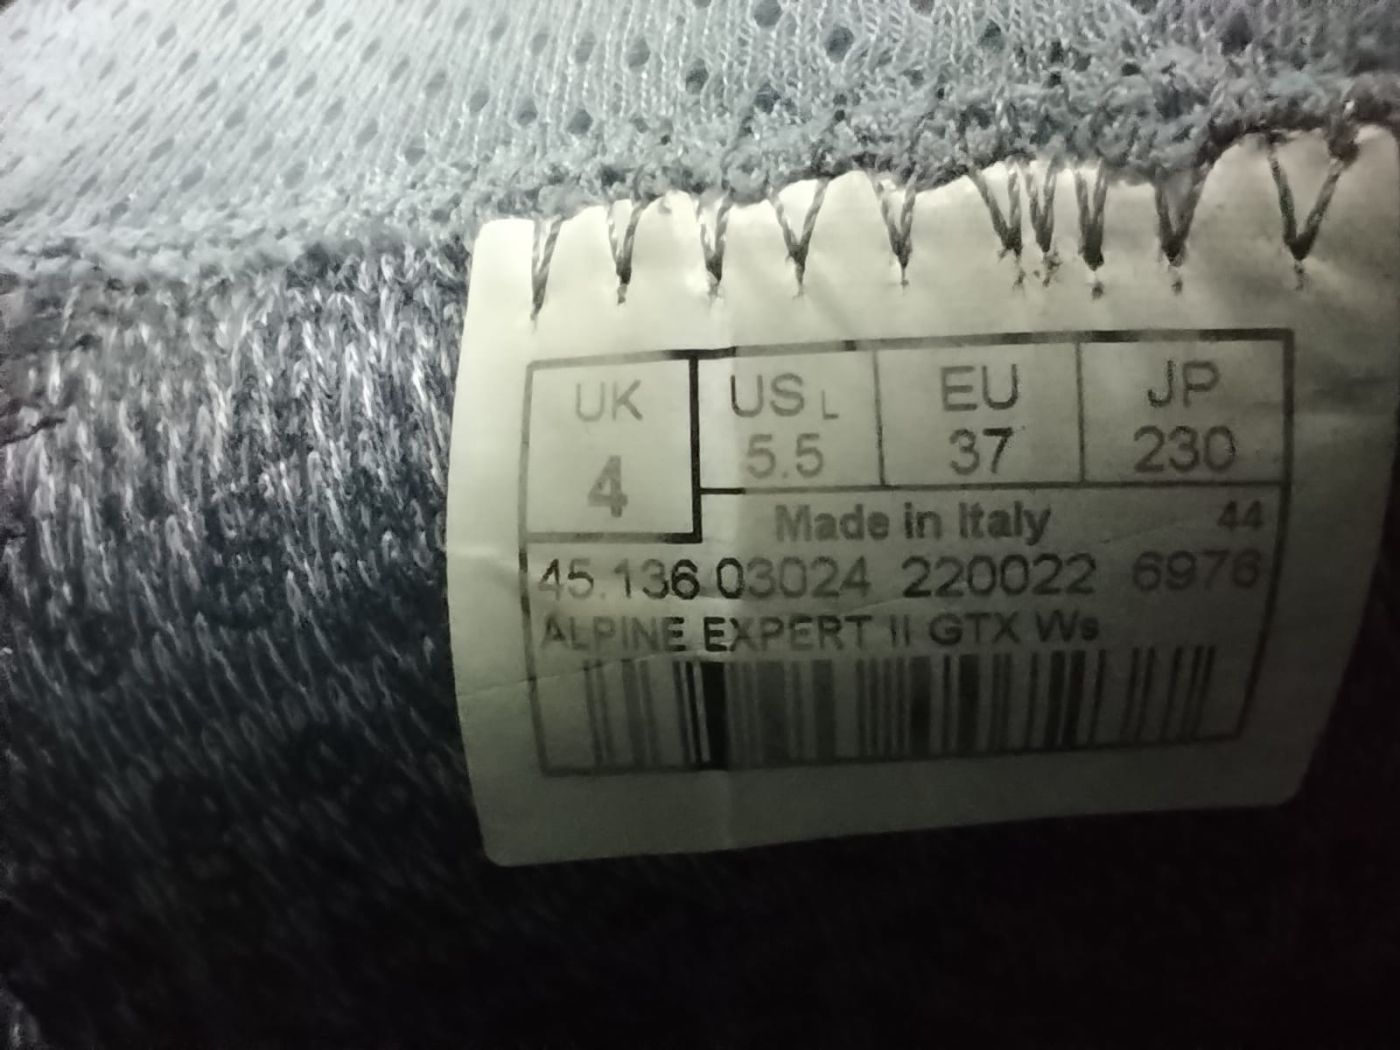 UK US L EU JP
4 5.5 37 230
Made in Italy 44
45.136 03024 220022 6976
ALPINE EXPERT II GTX Ws